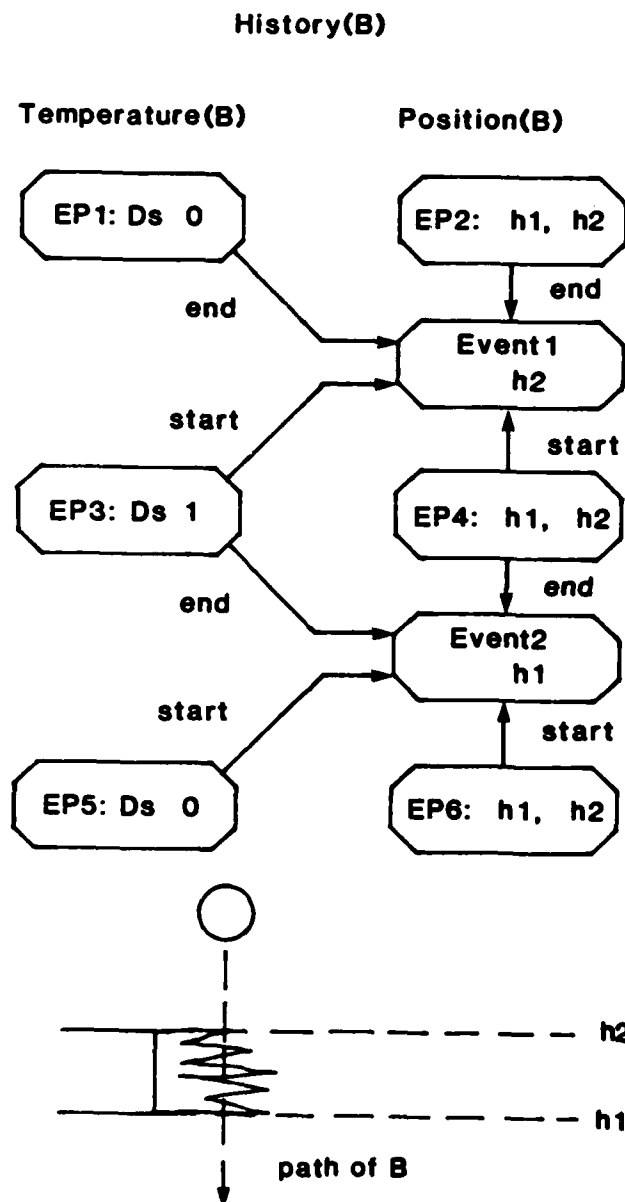 History(B)
Temperature(B) Position(B)
EP1: Ds 0
EP2: h1, h2
end
end
Event1
h2
start
start
EP3: Ds 1
EP4: h1, h2
end
end
Event2
h1
start
start
EP5: Ds 0
EP6: h1, h2
h2
h1
path of B